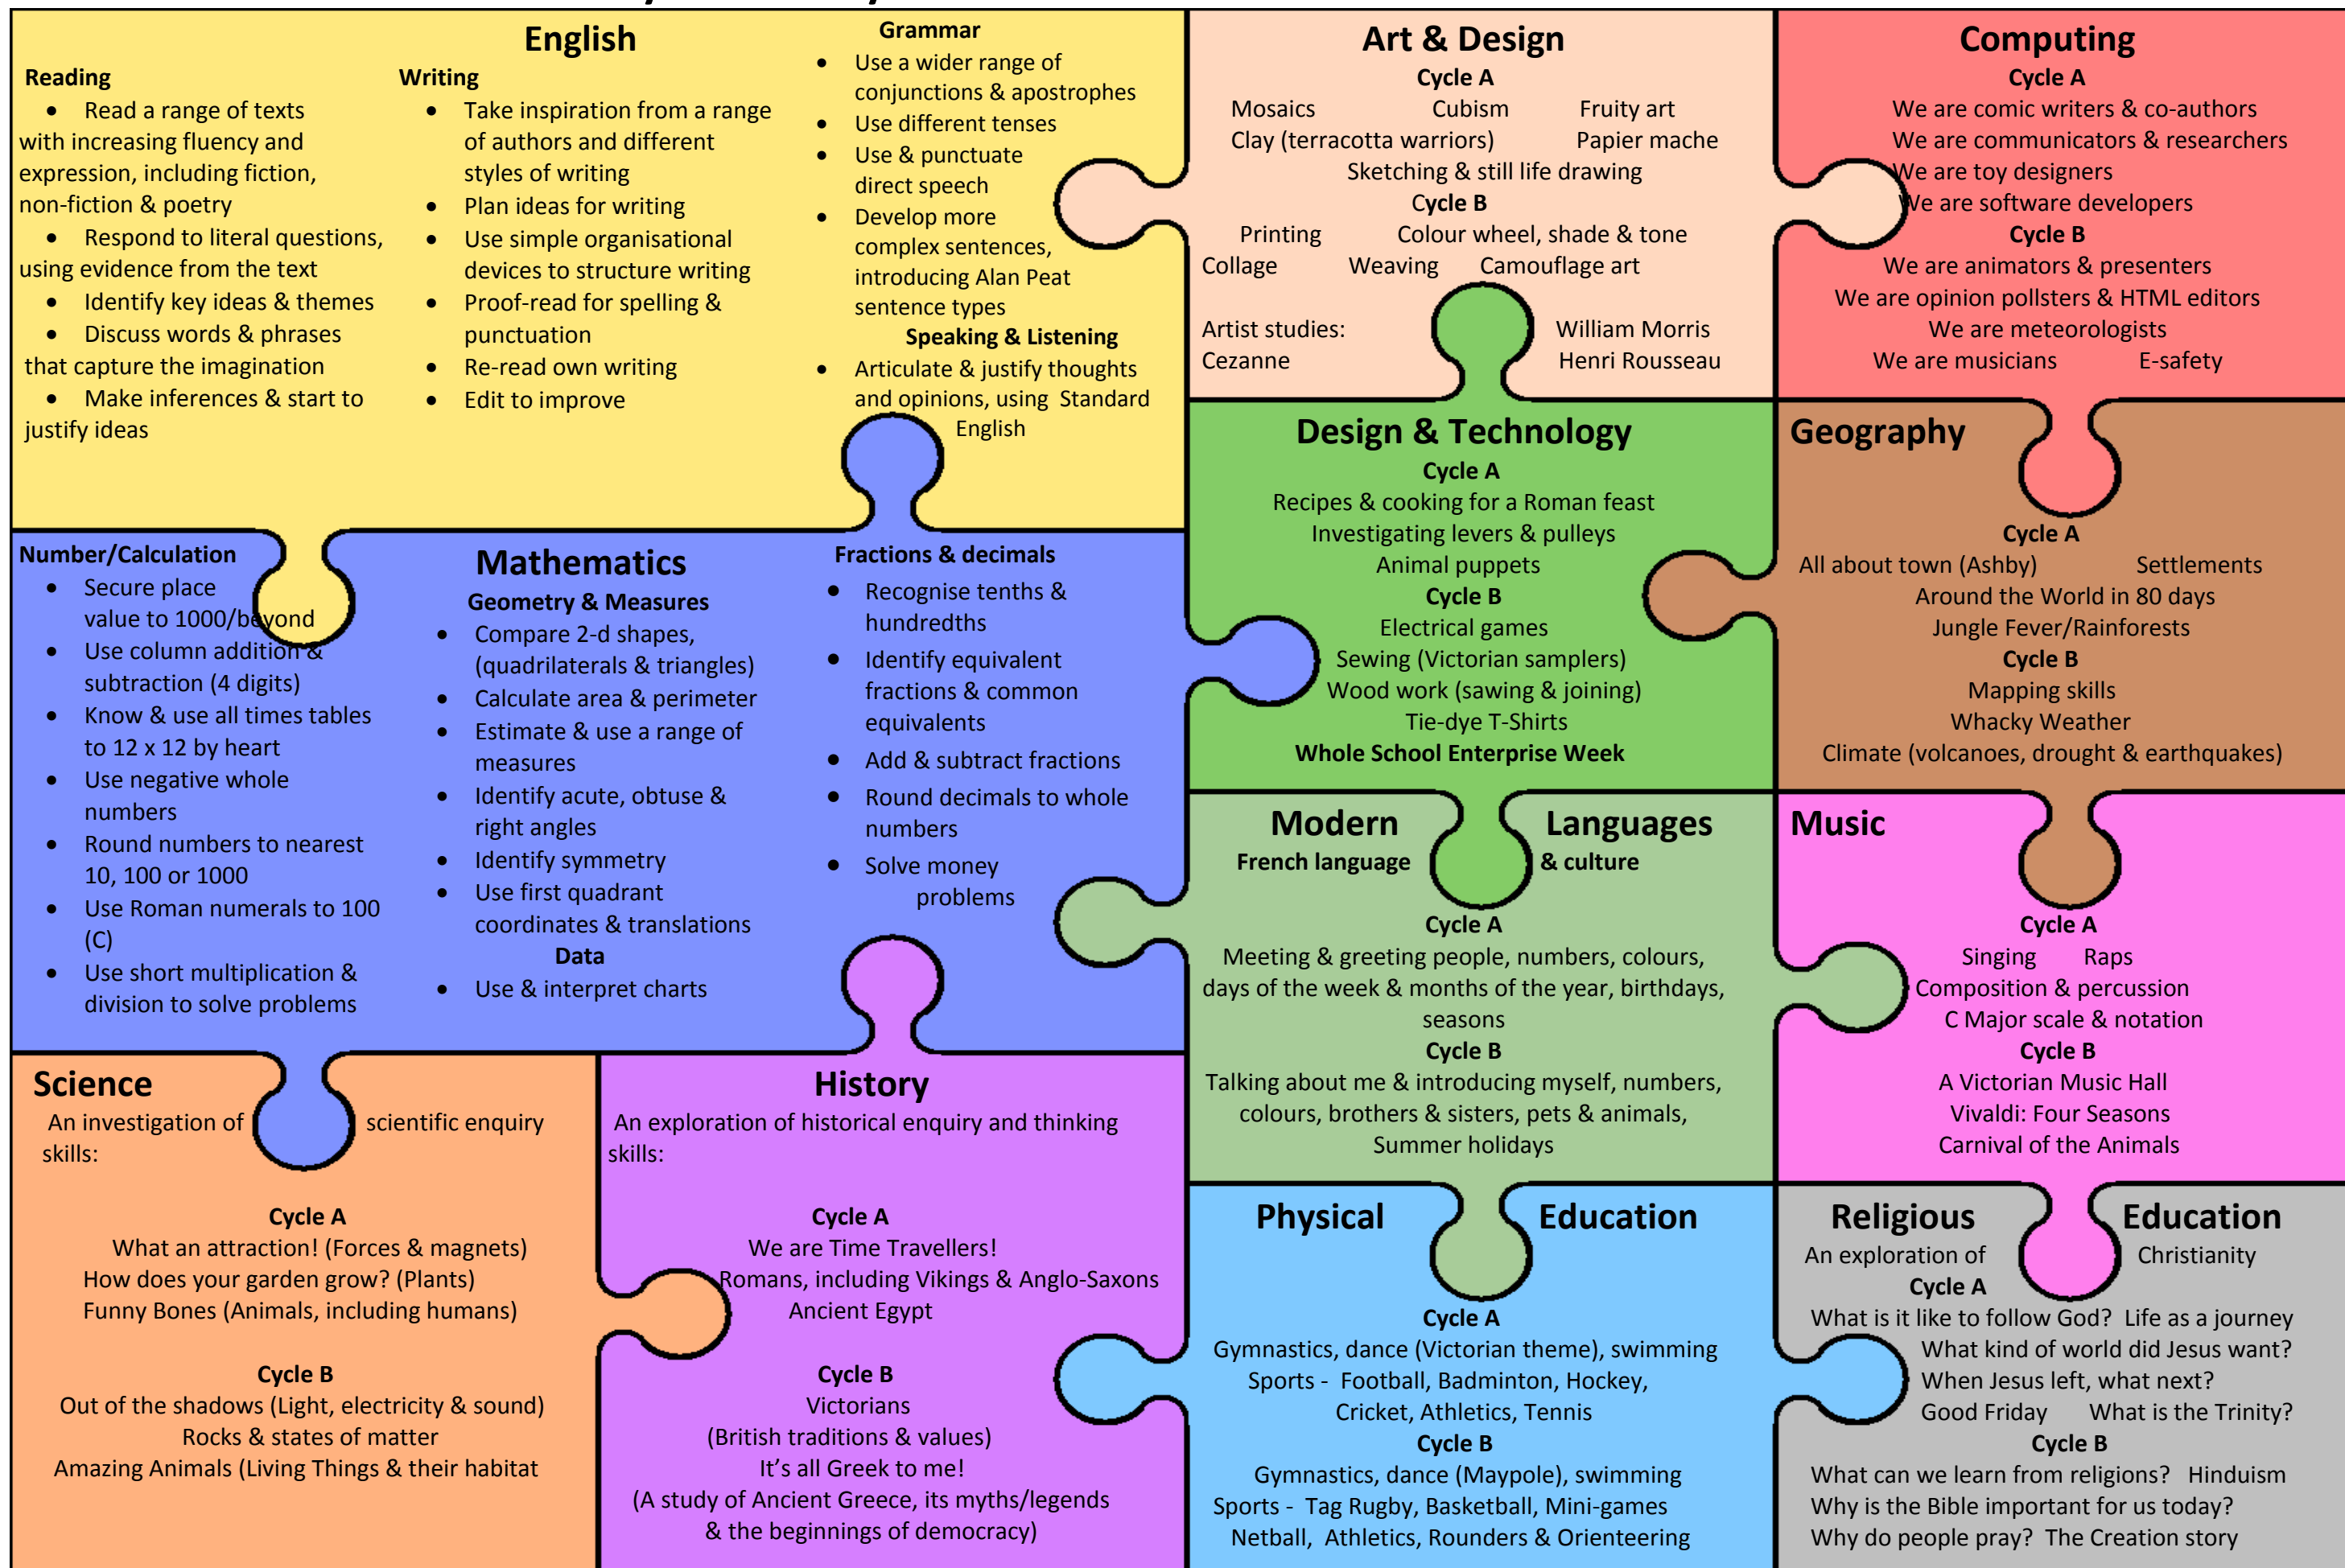 English
Reading
• Read a range of texts
with increasing fluency and
expression, including fiction,
non-fiction & poetry
• Respond to literal questions,
using evidence from the text
• Identify key ideas & themes
• Discuss words & phrases
that capture the imagination
• Make inferences & start to
justify ideas
Writing
• Take inspiration from a range
of authors and different
styles of writing
• Plan ideas for writing
• Use simple organisational
devices to structure writing
• Proof-read for spelling &
punctuation
• Re-read own writing
• Edit to improve
Grammar
• Use a wider range of
conjunctions & apostrophes
• Use different tenses
• Use & punctuate
direct speech
• Develop more
complex sentences,
introducing Alan Peat
sentence types
Speaking & Listening
• Articulate & justify thoughts
and opinions, using Standard
English
Art & Design
Cycle A
Mosaics Cubism Fruity art
Clay (terracotta warriors) Papier mache
Sketching & still life drawing
Cycle B
Printing Colour wheel, shade & tone
Collage Weaving Camouflage art
Artist studies: William Morris
Cezanne Henri Rousseau
Computing
Cycle A
We are comic writers & co-authors
We are communicators & researchers
We are toy designers
We are software developers
Cycle B
We are animators & presenters
We are opinion pollsters & HTML editors
We are meteorologists
We are musicians E-safety
Number/Calculation
• Secure place
value to 1000/beyond
• Use column addition &
subtraction (4 digits)
• Know & use all times tables
to 12 x 12 by heart
• Use negative whole
numbers
• Round numbers to nearest
10, 100 or 1000
• Use Roman numerals to 100
(C)
• Use short multiplication &
division to solve problems
Mathematics
Geometry & Measures
• Compare 2-d shapes,
(quadrilaterals & triangles)
• Calculate area & perimeter
• Estimate & use a range of
measures
• Identify acute, obtuse &
right angles
• Identify symmetry
• Use first quadrant
coordinates & translations
Data
• Use & interpret charts
Fractions & decimals
• Recognise tenths &
hundredths
• Identify equivalent
fractions & common
equivalents
• Add & subtract fractions
• Round decimals to whole
numbers
• Solve money
problems
Design & Technology
Cycle A
Recipes & cooking for a Roman feast
Investigating levers & pulleys
Animal puppets
Cycle B
Electrical games
Sewing (Victorian samplers)
Wood work (sawing & joining)
Tie-dye T-Shirts
Whole School Enterprise Week
Geography
Cycle A
All about town (Ashby) Settlements
Around the World in 80 days
Jungle Fever/Rainforests
Cycle B
Mapping skills
Whacky Weather
Climate (volcanoes, drought & earthquakes)
Modern Languages
French language & culture
Cycle A
Meeting & greeting people, numbers, colours,
days of the week & months of the year, birthdays,
seasons
Cycle B
Talking about me & introducing myself, numbers,
colours, brothers & sisters, pets & animals,
Summer holidays
Music
Cycle A
Singing Raps
Composition & percussion
C Major scale & notation
Cycle B
A Victorian Music Hall
Vivaldi: Four Seasons
Carnival of the Animals
Science
An investigation of scientific enquiry
skills:
Cycle A
What an attraction! (Forces & magnets)
How does your garden grow? (Plants)
Funny Bones (Animals, including humans)
Cycle B
Out of the shadows (Light, electricity & sound)
Rocks & states of matter
Amazing Animals (Living Things & their habitat
History
An exploration of historical enquiry and thinking
skills:
Cycle A
We are Time Travellers!
Romans, including Vikings & Anglo-Saxons
Ancient Egypt
Cycle B
Victorians
(British traditions & values)
It's all Greek to me!
(A study of Ancient Greece, its myths/legends
& the beginnings of democracy)
Physical Education
Cycle A
Gymnastics, dance (Victorian theme), swimming
Sports - Football, Badminton, Hockey,
Cricket, Athletics, Tennis
Cycle B
Gymnastics, dance (Maypole), swimming
Sports - Tag Rugby, Basketball, Mini-games
Netball, Athletics, Rounders & Orienteering
Religious Education
An exploration of Christianity
Cycle A
What is it like to follow God? Life as a journey
What kind of world did Jesus want?
When Jesus left, what next?
Good Friday What is the Trinity?
Cycle B
What can we learn from religions? Hinduism
Why is the Bible important for us today?
Why do people pray? The Creation story